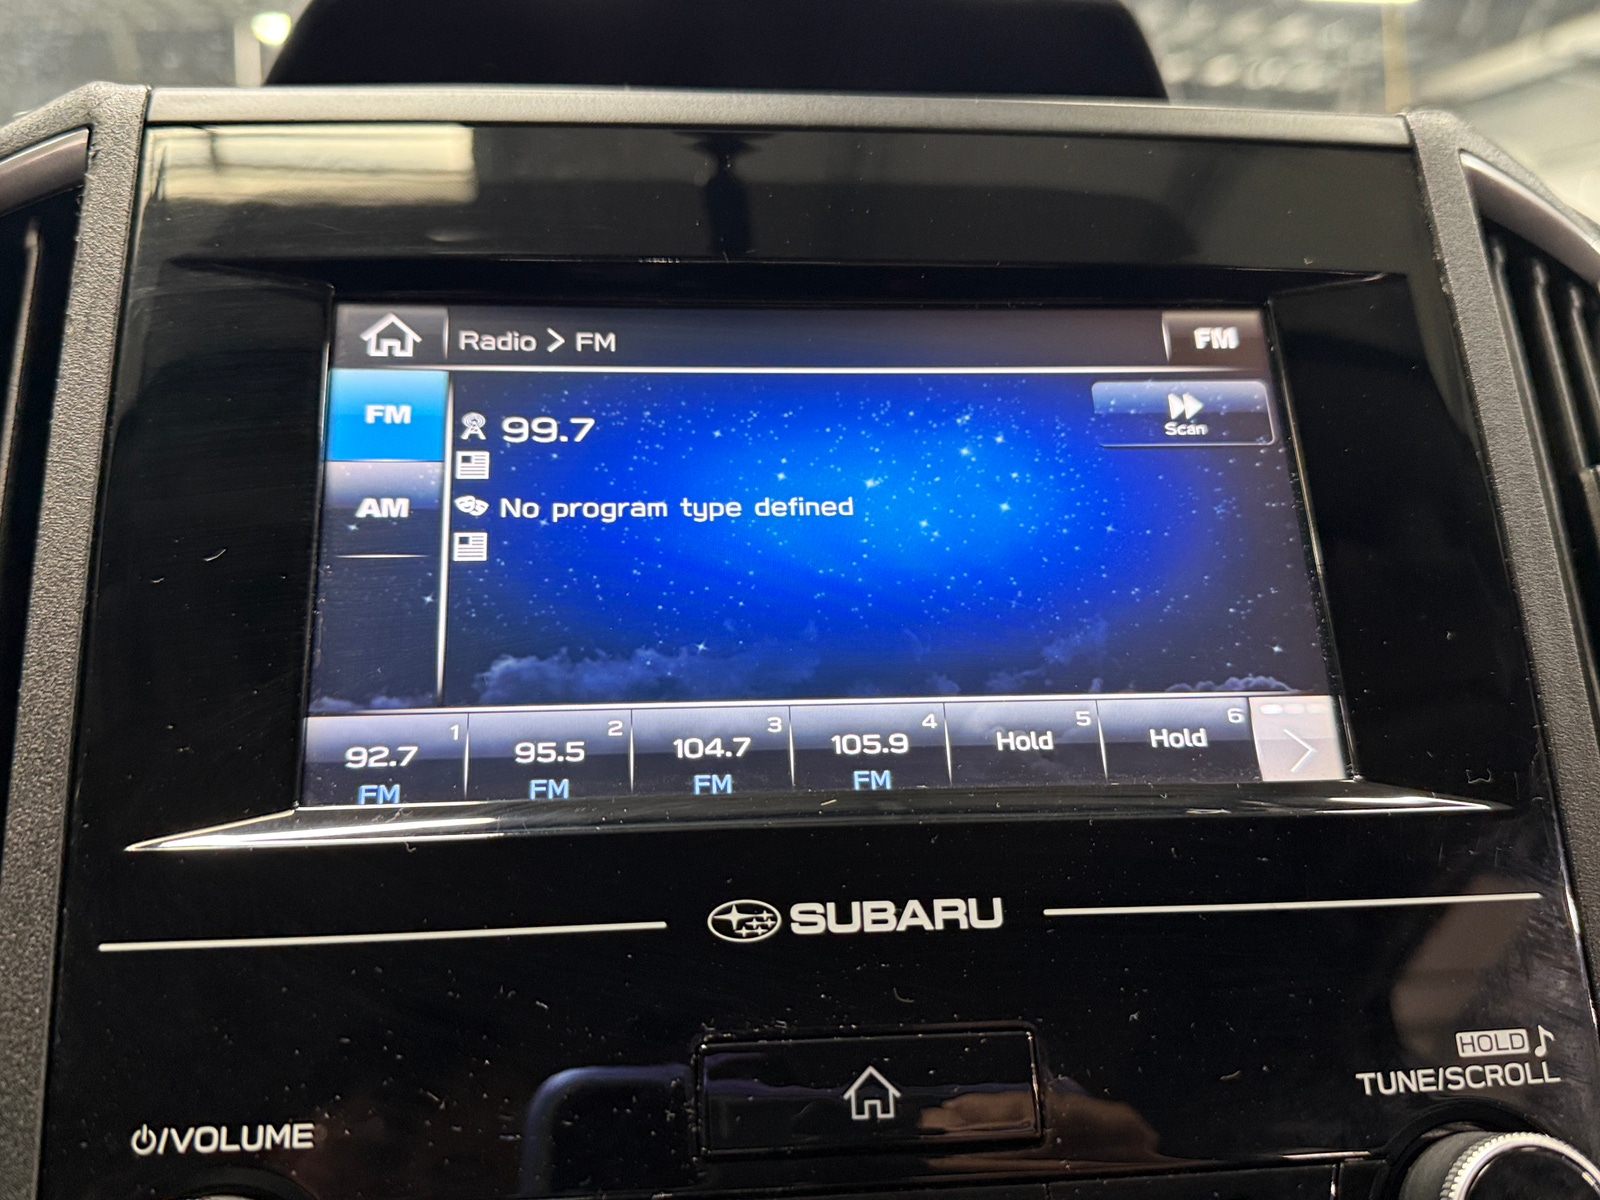 Radio > FM
FM
FM
99.7
Scan
AM
No program type defined
1
92.7
FM
2
95.5
FM
3
104.7
FM
4
105.9
FM
5
Hold
6
Hold
SUBARU
HOLD
TUNE/SCROLL
/VOLUME